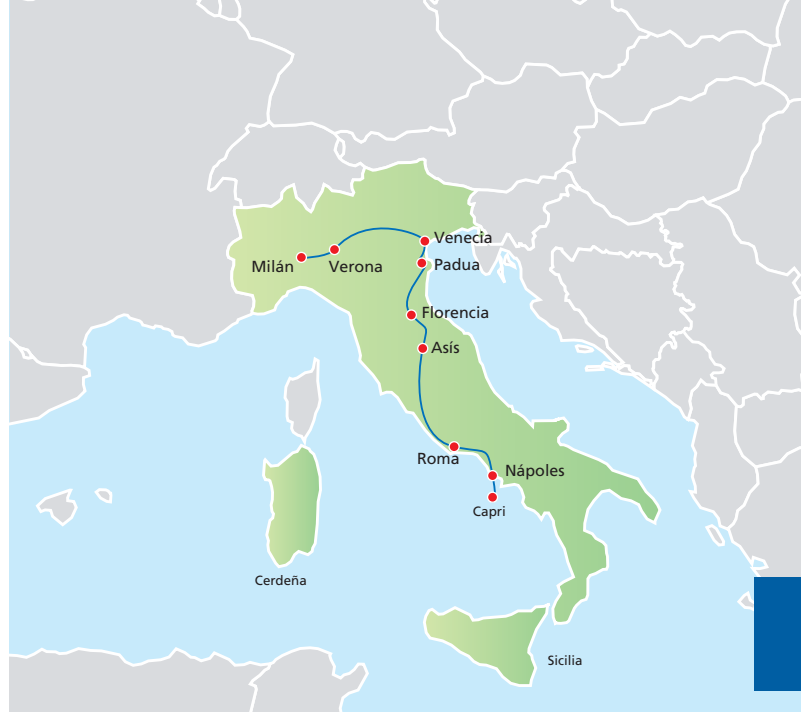 Venecia
Milán
Verona
Padua
Florencia
Asís
Roma
Nápoles
Capri
Cerdeña
Sicilia